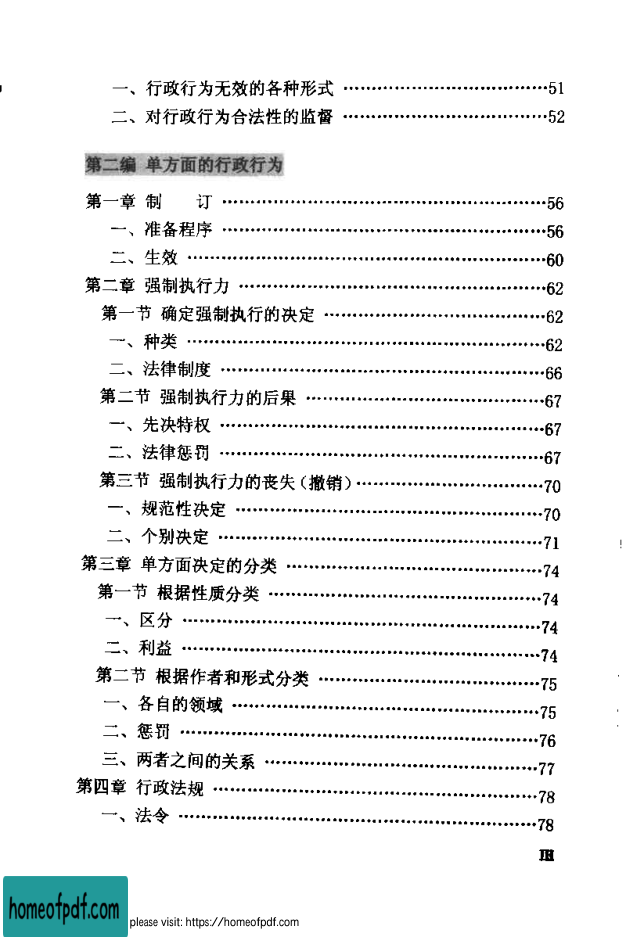 一、行政行为无效的各种形式 ……………………………51
二、对行政行为合法性的监督 ……………………………52
第二编 单方面的行政行为
第一章 制　订 ……………………………56
一、准备程序 ……………………………56
二、生效 ……………………………60
第二章 强制执行力 ……………………………62
第一节 确定强制执行的决定 ……………………………62
一、种类 ……………………………62
二、法律制度 ……………………………66
第二节 强制执行力的后果 ……………………………67
一、先决特权 ……………………………67
二、法律惩罚 ……………………………67
第三节 强制执行力的丧失（撤销）……………………………70
一、规范性决定 ……………………………70
二、个别决定 ……………………………71
第三章 单方面决定的分类 ……………………………74
第一节 根据性质分类 ……………………………74
一、区分 ……………………………74
二、利益 ……………………………74
第二节 根据作者和形式分类 ……………………………75
一、各自的领域 ……………………………75
二、惩罚 ……………………………76
三、两者之间的关系 ……………………………77
第四章 行政法规 ……………………………78
一、法令 ……………………………78
homeofpdf.com
please visit: https://homeofpdf.com